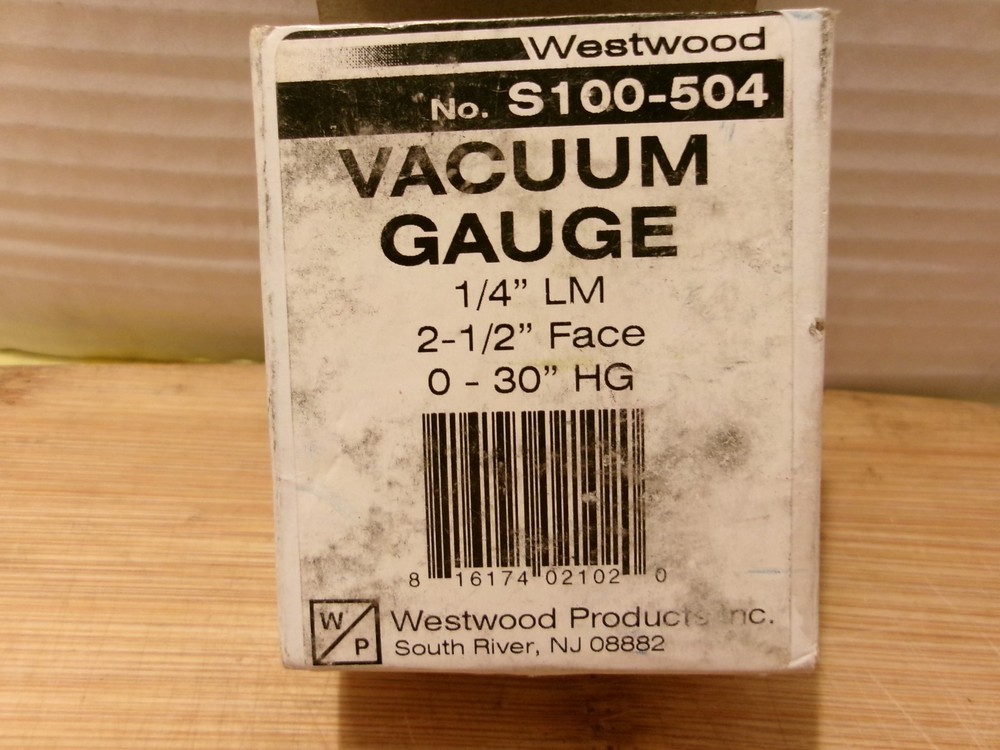 Westwood
No. S100-504
VACUUM
GAUGE
1/4” LM
2-1/2” Face
0 - 30” HG
8 16174 02102 0
W P
Westwood Products Inc.
South River, NJ 08882